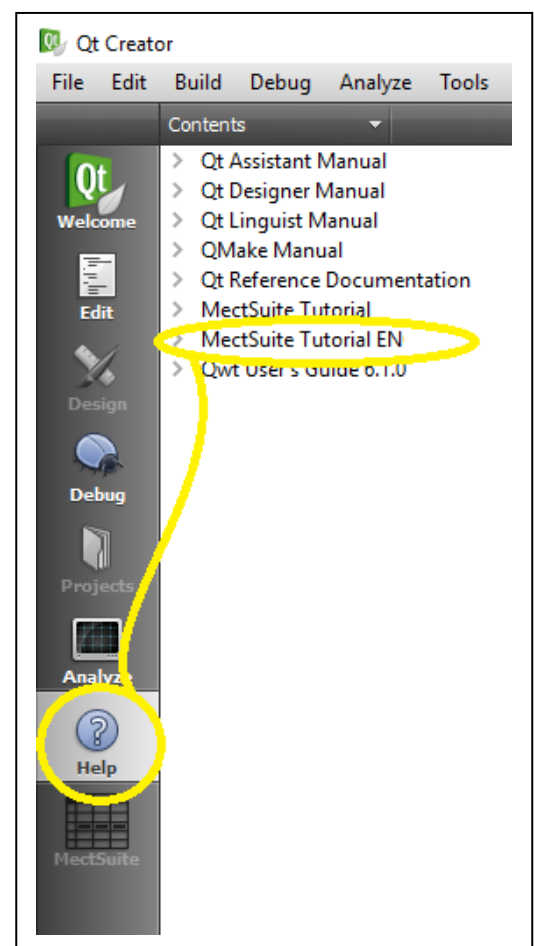 Qt Creator
File Edit Build Debug Analyze Tools
Contents
Qt Assistant Manual
Qt Designer Manual
Qt Linguist Manual
QMake Manual
Qt Reference Documentation
MectSuite Tutorial
MectSuite Tutorial EN
Qwt User's Guide 6.1.0
Qt
Welcome
Edit
Design
Debug
Projects
Analyze
Help
MectSuite